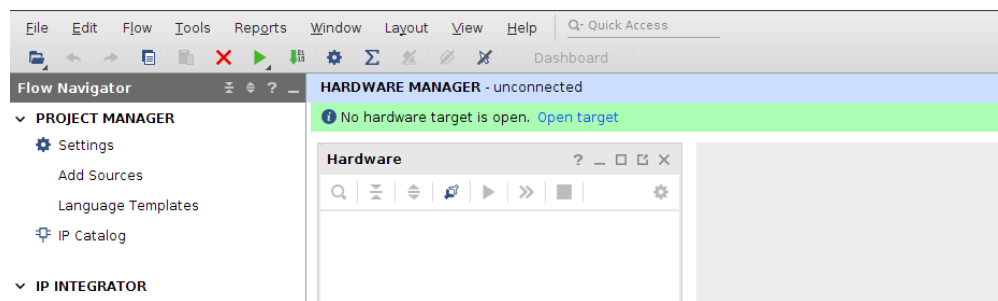 File Edit Flow Tools Reports Window Layout View Help Q- Quick Access
Dashboard
Flow Navigator ? HARDWARE MANAGER - unconnected
PROJECT MANAGER No hardware target is open. Open target
Settings
Hardware ?
Add Sources
Language Templates
IP Catalog
IP INTEGRATOR